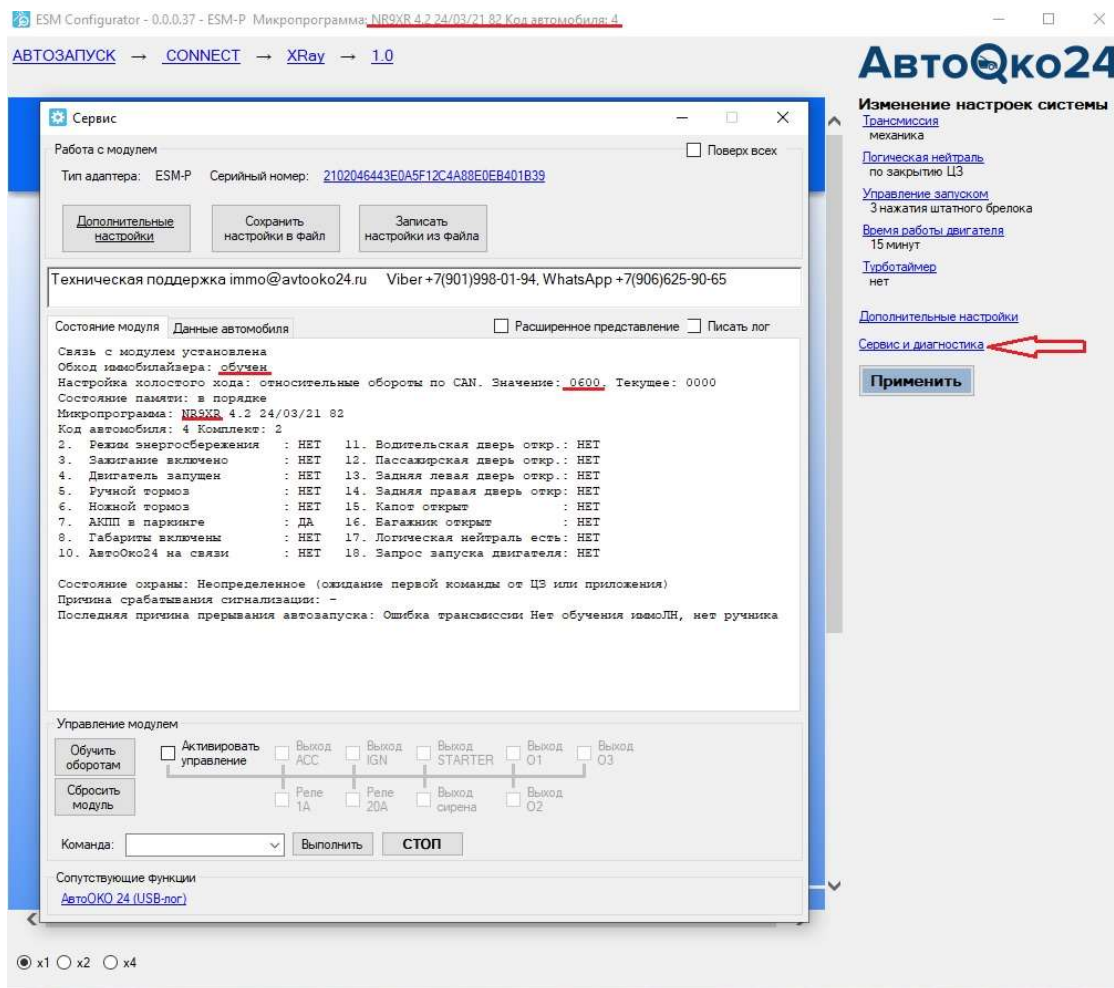 ESM Configurator - 0.0.0.37 - ESM-P Микропрограмма: NR9XR 4.2 24/03/21 82 Код автомобиля: 4
АВТОЗАПУСК → CONNECT → XRay → 1.0
АвтоОко24
Изменение настроек системы
Трансмиссия
механика
Логическая нейтраль
по закрытию ЦЗ
Управление запуском
3 нажатия штатного брелока
Время работы двигателя
15 минут
Турботаймер
нет
Дополнительные настройки
Сервис и диагностика
Применить
Сервис
Работа с модулем
Поверх всех
Тип адаптера: ESM-P Серийный номер: 2102046443E0A5F12C4A88E0EB401B39
Дополнительные настройки
Сохранить настройки в файл
Записать настройки из файла
Техническая поддержка immo@avtooko24.ru Viber +7(901)998-01-94, WhatsApp +7(906)625-90-65
Состояние модуля Данные автомобиля Расширенное представление Писать лог
Связь с модулем установлена
Обход иммобилайзера: обучен
Настройка холостого хода: относительные обороты по CAN. Значение: 0600. Текущее: 0000
Состояние памяти: в порядке
Микропрограмма: NR9XR 4.2 24/03/21 82
Код автомобиля: 4 Комплект: 2
2. Режим энергосбережения : НЕТ 11. Водительская дверь откр.: НЕТ
3. Зажигание включено : НЕТ 12. Пассажирская дверь откр.: НЕТ
4. Двигатель запущен : НЕТ 13. Задняя левая дверь откр.: НЕТ
5. Ручной тормоз : НЕТ 14. Задняя правая дверь откр: НЕТ
6. Ножной тормоз : НЕТ 15. Капот открыт : НЕТ
7. АКПП в паркинге : ДА 16. Багажник открыт : НЕТ
8. Габариты включены : НЕТ 17. Логическая нейтраль есть: НЕТ
10. АвтоОко24 на связи : НЕТ 18. Запрос запуска двигателя: НЕТ
Состояние охраны: Неопределенное (ожидание первой команды от ЦЗ или приложения)
Причина срабатывания сигнализации: -
Последняя причина прерывания автозапуска: Ошибка трансмиссии Нет обучения иммоЛН, нет ручника
Управление модулем
Обучить оборотам
Активировать управление
Выход ACC
Выход IGN
Выход STARTER
Выход O1
Выход O3
Сбросить модуль
Реле 1A
Реле 20A
Выход сирена
Выход O2
Команда: Выполнить СТОП
Сопутствующие функции
АвтоОКО 24 (USB-лог)
x1 x2 x4